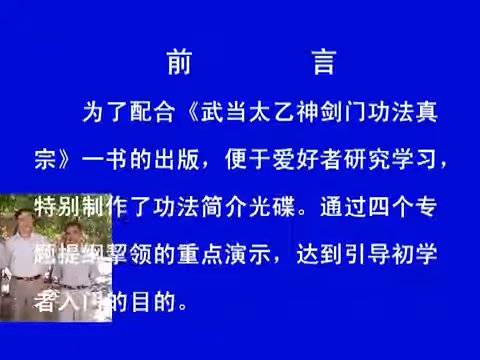 前 言
为了配合《武当太乙神剑门功法真
宗》一书的出版，便于爱好者研究学习，
特别制作了功法简介光碟。通过四个专
题提纲挈领的重点演示，达到引导初学
者入门的目的。